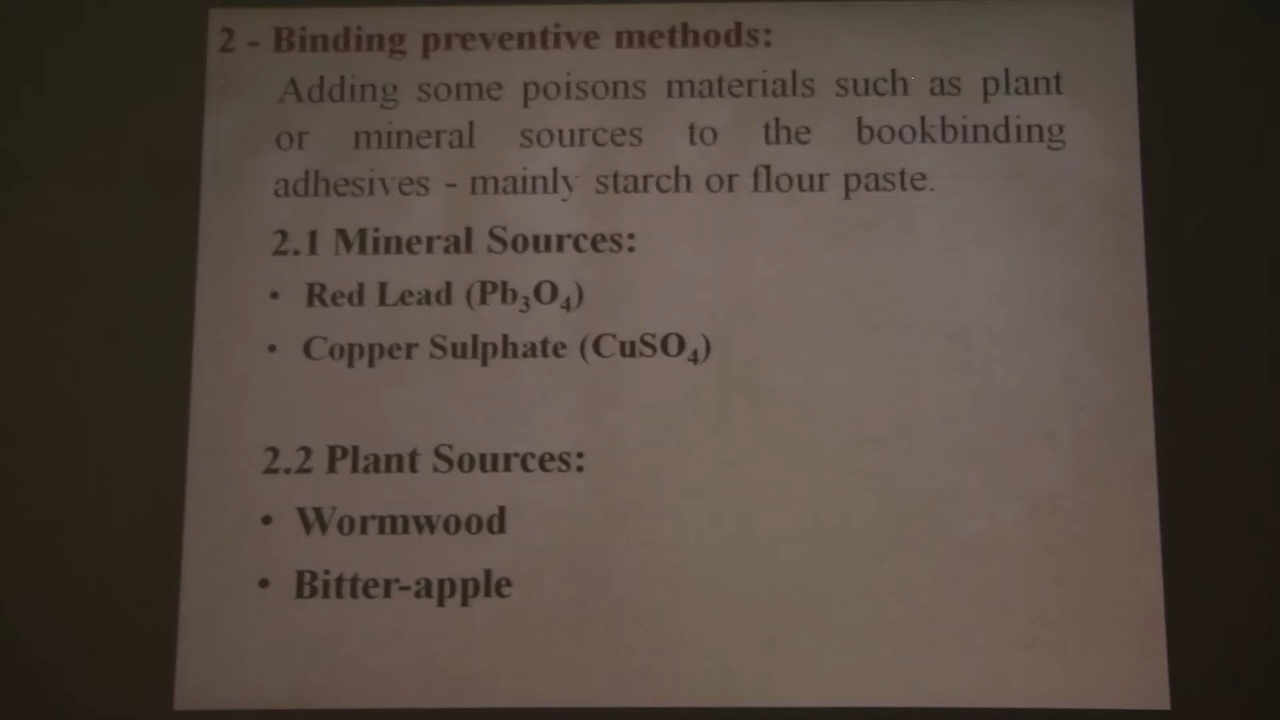 2 - Binding preventive methods:
Adding some poisons materials such as plant
or mineral sources to the bookbinding
adhesives - mainly starch or flour paste.
2.1 Mineral Sources:
• Red Lead (Pb₃O₄)
• Copper Sulphate (CuSO₄)
2.2 Plant Sources:
• Wormwood
• Bitter-apple